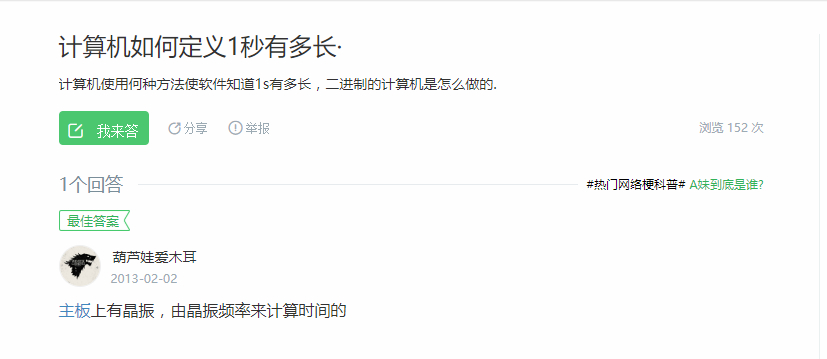 计算机如何定义1秒有多长·
计算机使用何种方法使软件知道1s有多长，二进制的计算机是怎么做的.
我来答 分享 举报 浏览 152 次
1个回答 #热门网络梗科普# A妹到底是谁?
最佳答案
葫芦娃爱木耳
2013-02-02
主板上有晶振，由晶振频率来计算时间的